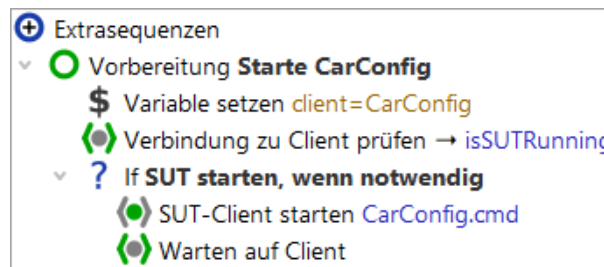 Extrasequenzen
Vorbereitung Starte CarConfig
$ Variable setzen client=CarConfig
Verbindung zu Client prüfen → isSUTRunning
? If SUT starten, wenn notwendig
SUT-Client starten CarConfig.cmd
Warten auf Client